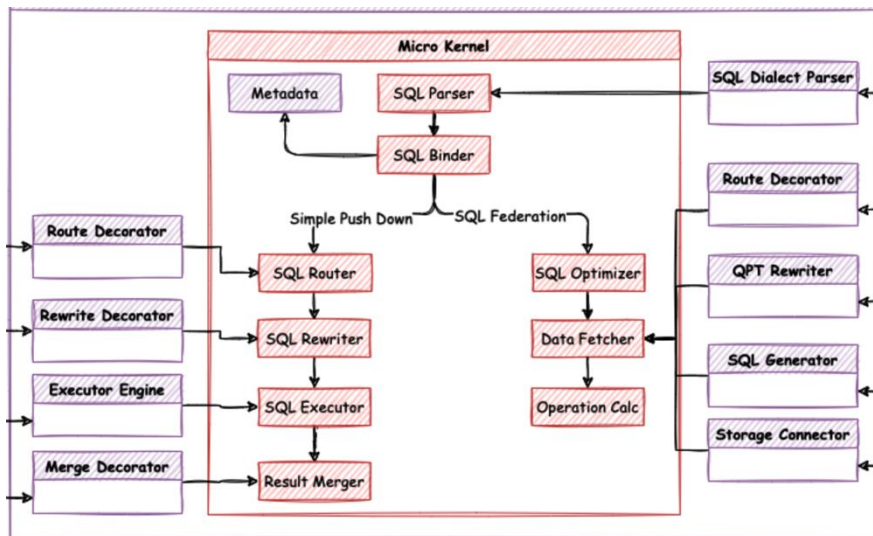 Micro Kernel
Metadata
SQL Parser
SQL Dialect Parser
SQL Binder
Simple Push Down
SQL Federation
Route Decorator
Route Decorator
SQL Router
SQL Optimizer
QPT Rewriter
Rewrite Decorator
SQL Rewriter
Data Fetcher
SQL Generator
Executor Engine
SQL Executor
Operation Calc
Storage Connector
Merge Decorator
Result Merger